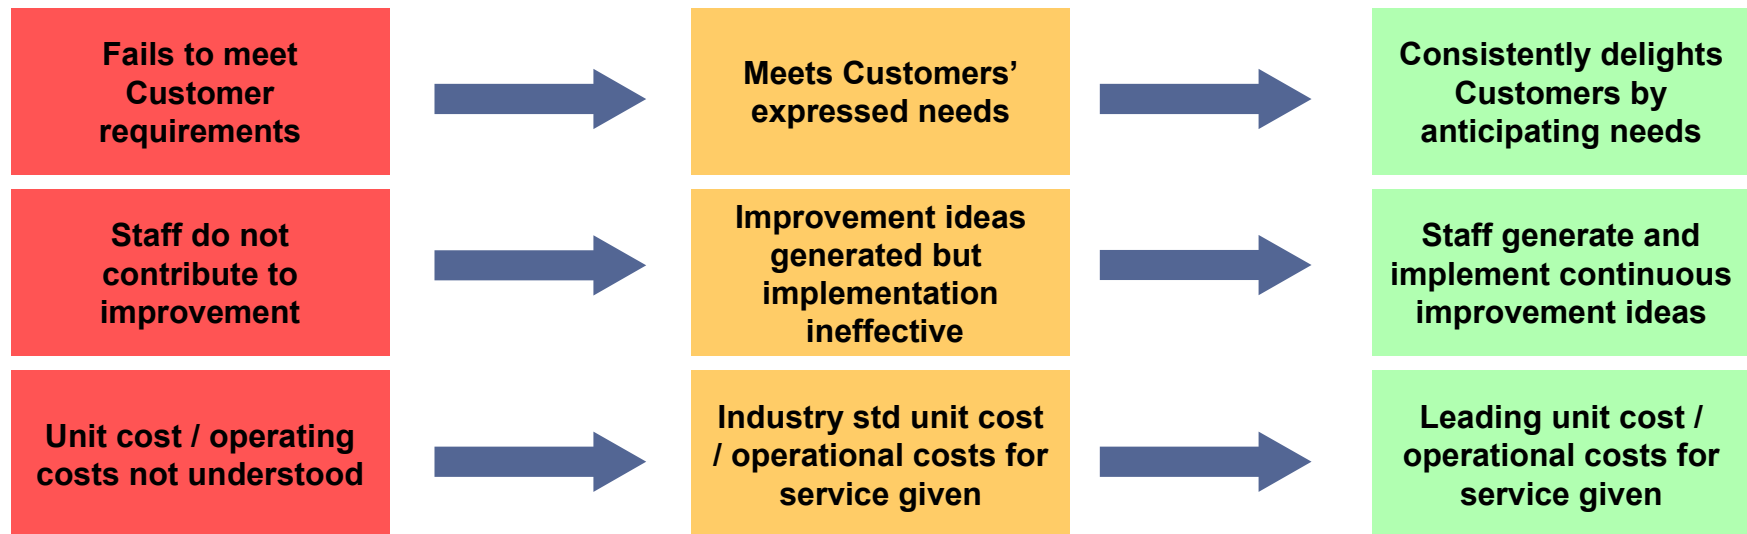 Fails to meet
Customer
requirements
Meets Customers’
expressed needs
Consistently delights
Customers by
anticipating needs
Staff do not
contribute to
improvement
Improvement ideas
generated but
implementation
ineffective
Staff generate and
implement continuous
improvement ideas
Unit cost / operating
costs not understood
Industry std unit cost
/ operational costs for
service given
Leading unit cost /
operational costs for
service given